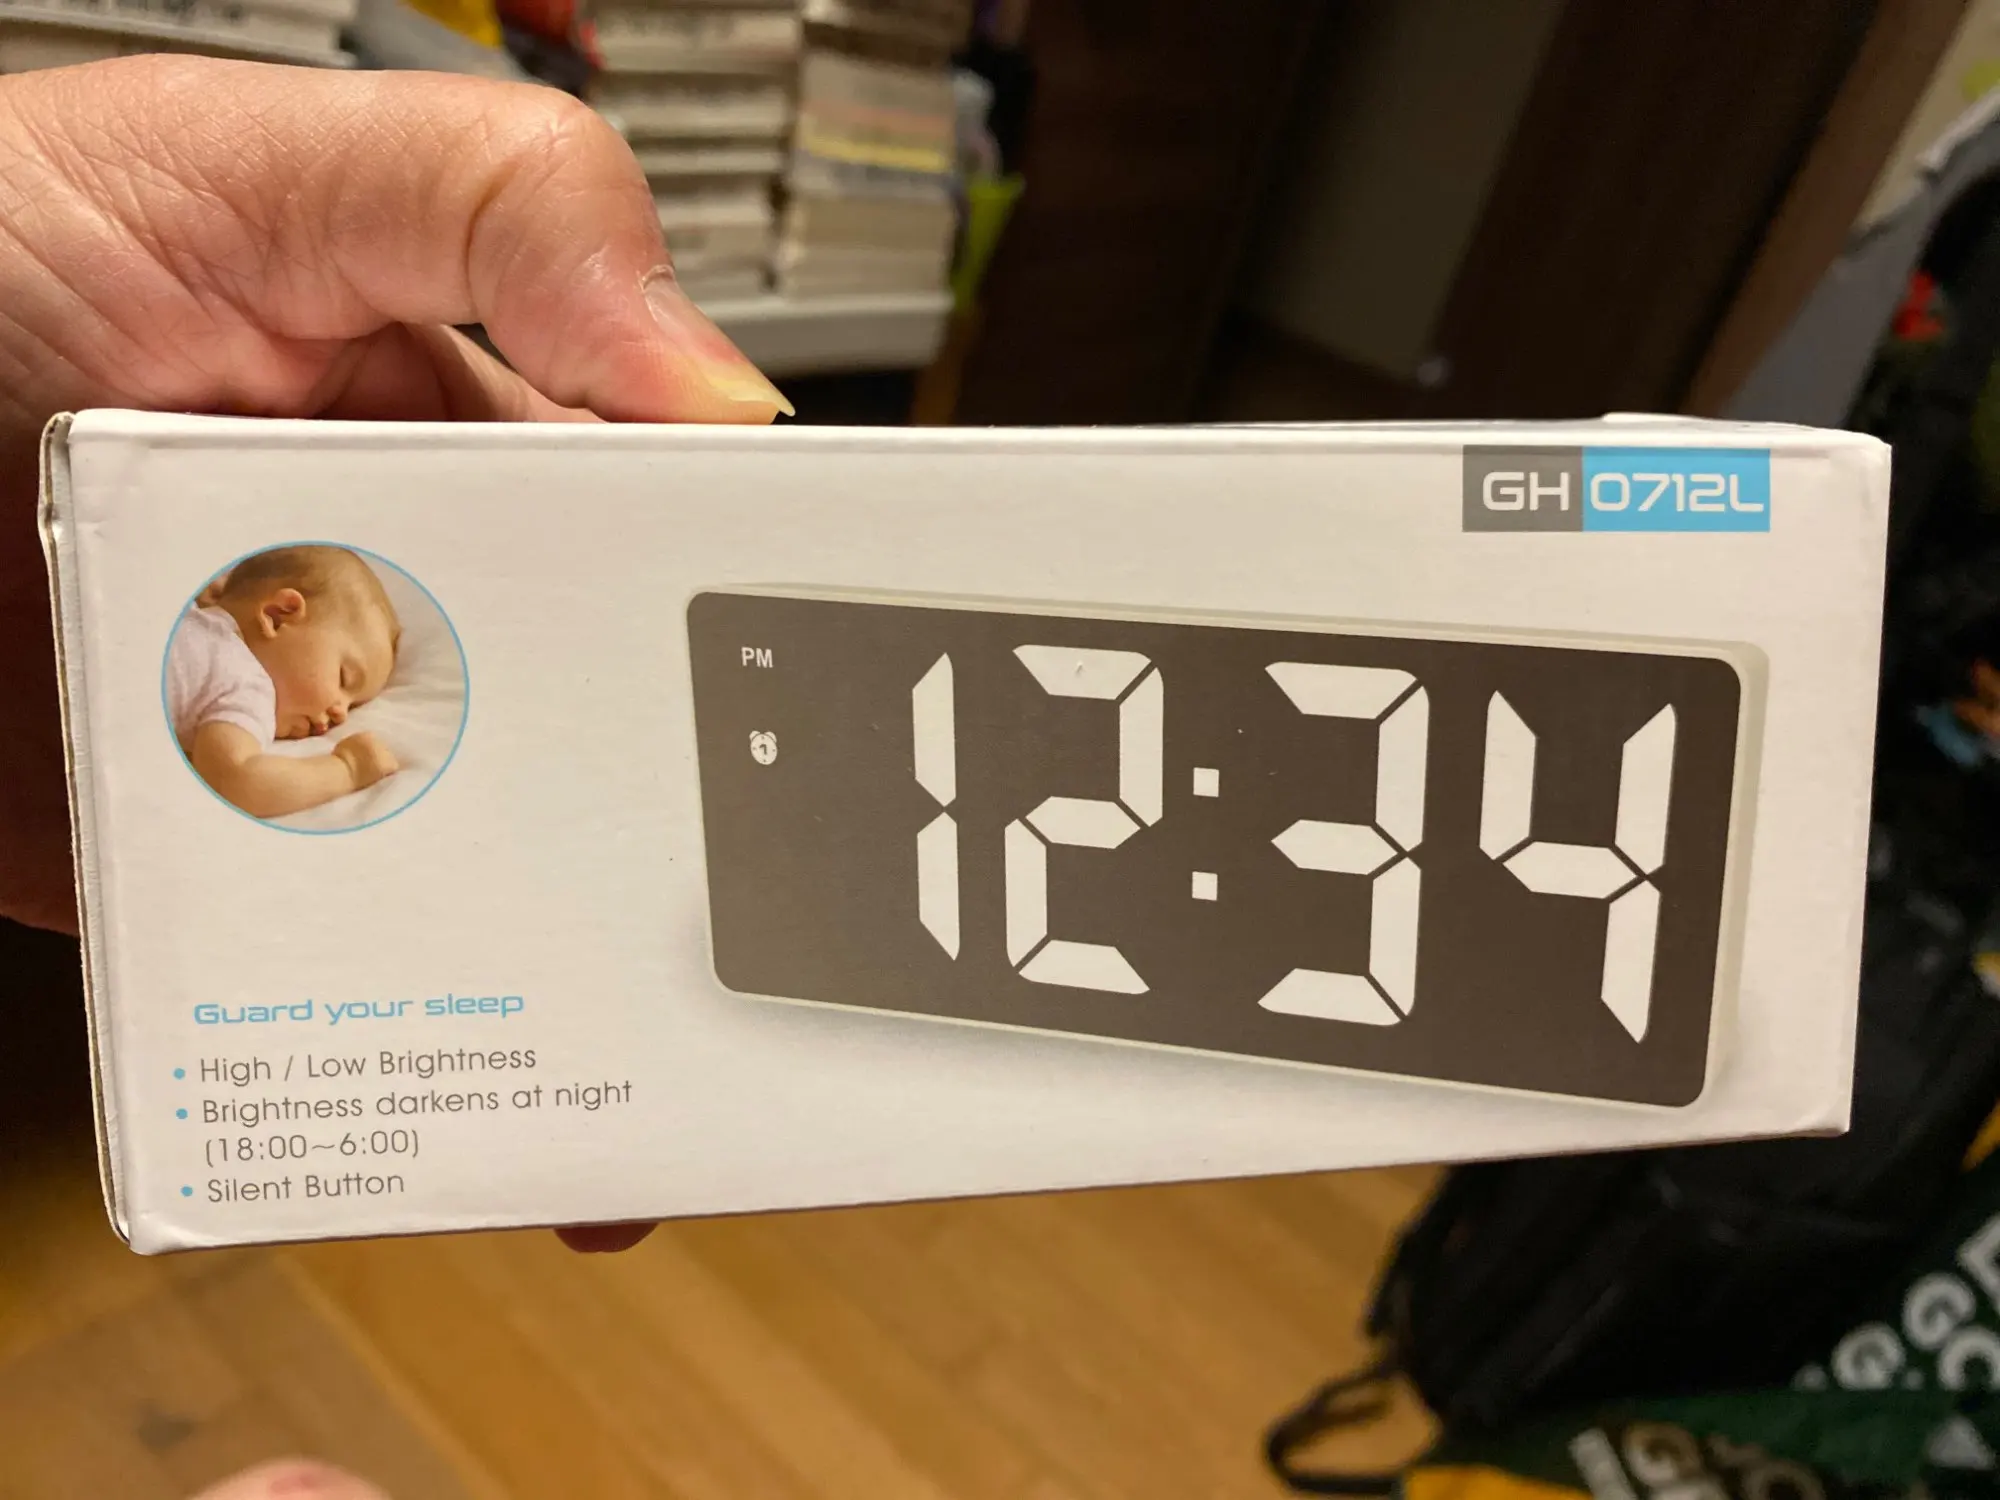 GH 0712L
PM
12:34
Guard your sleep
• High / Low Brightness
• Brightness darkens at night
(18:00~6:00)
• Silent Button